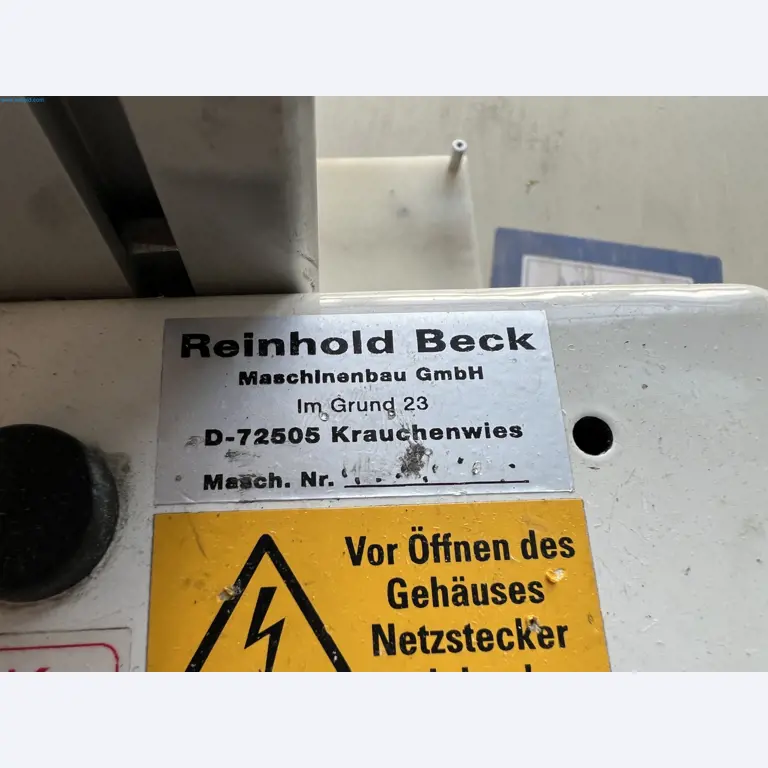 Reinhold Beck
Maschinenbau GmbH
Im Grund 23
D-72505 Krauchenwies
Masch. Nr.
Vor Öffnen des
Gehäuses
Netzstecker